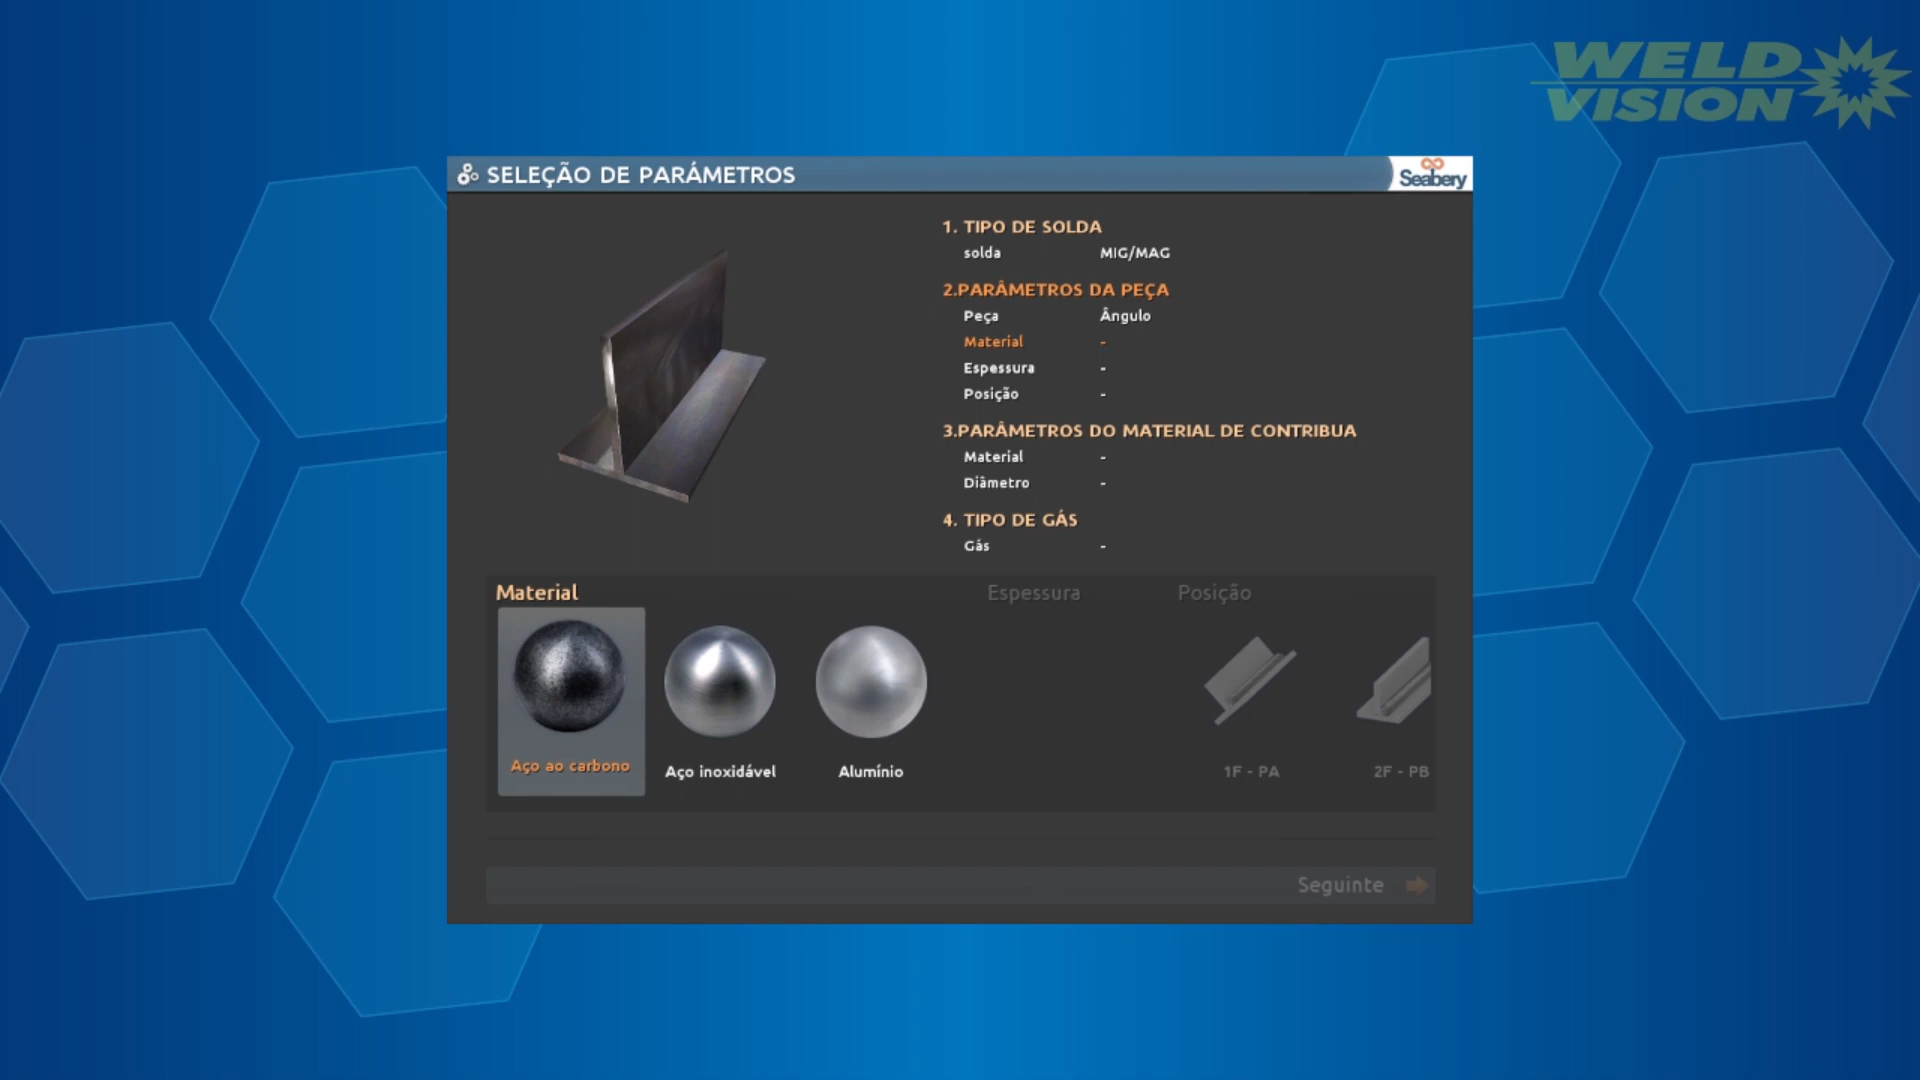 WELD
VISION
SELEÇÃO DE PARÁMETROS
Seabery
1. TIPO DE SOLDA
solda MIG/MAG
2.PARÂMETROS DA PEÇA
Peça Ângulo
Material -
Espessura -
Posição -
3.PARÂMETROS DO MATERIAL DE CONTRIBUA
Material -
Diâmetro -
4. TIPO DE GÁS
Gás -
Material Espessura Posição
Aço ao carbono Aço inoxidável Alumínio 1F - PA 2F - PB
Seguinte